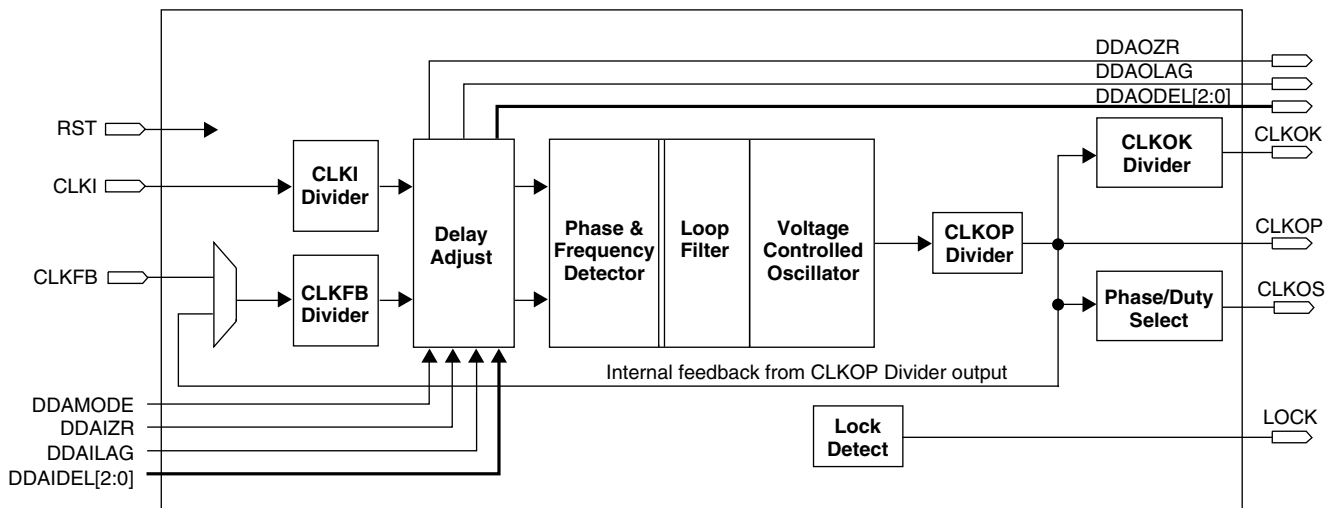 DDAOZR
DDAOLAG
DDAODEL[2:0]
RST
CLKI
CLKFB
CLKI
Divider
CLKFB
Divider
Delay
Adjust
Phase &
Frequency
Detector
Loop
Filter
Voltage
Controlled
Oscillator
CLKOP
Divider
CLKOK
Divider
CLKOK
CLKOP
Phase/Duty
Select
CLKOS
Internal feedback from CLKOP Divider output
DDAMODE
DDAIZR
DDAILAG
DDAIDEL[2:0]
Lock
Detect
LOCK